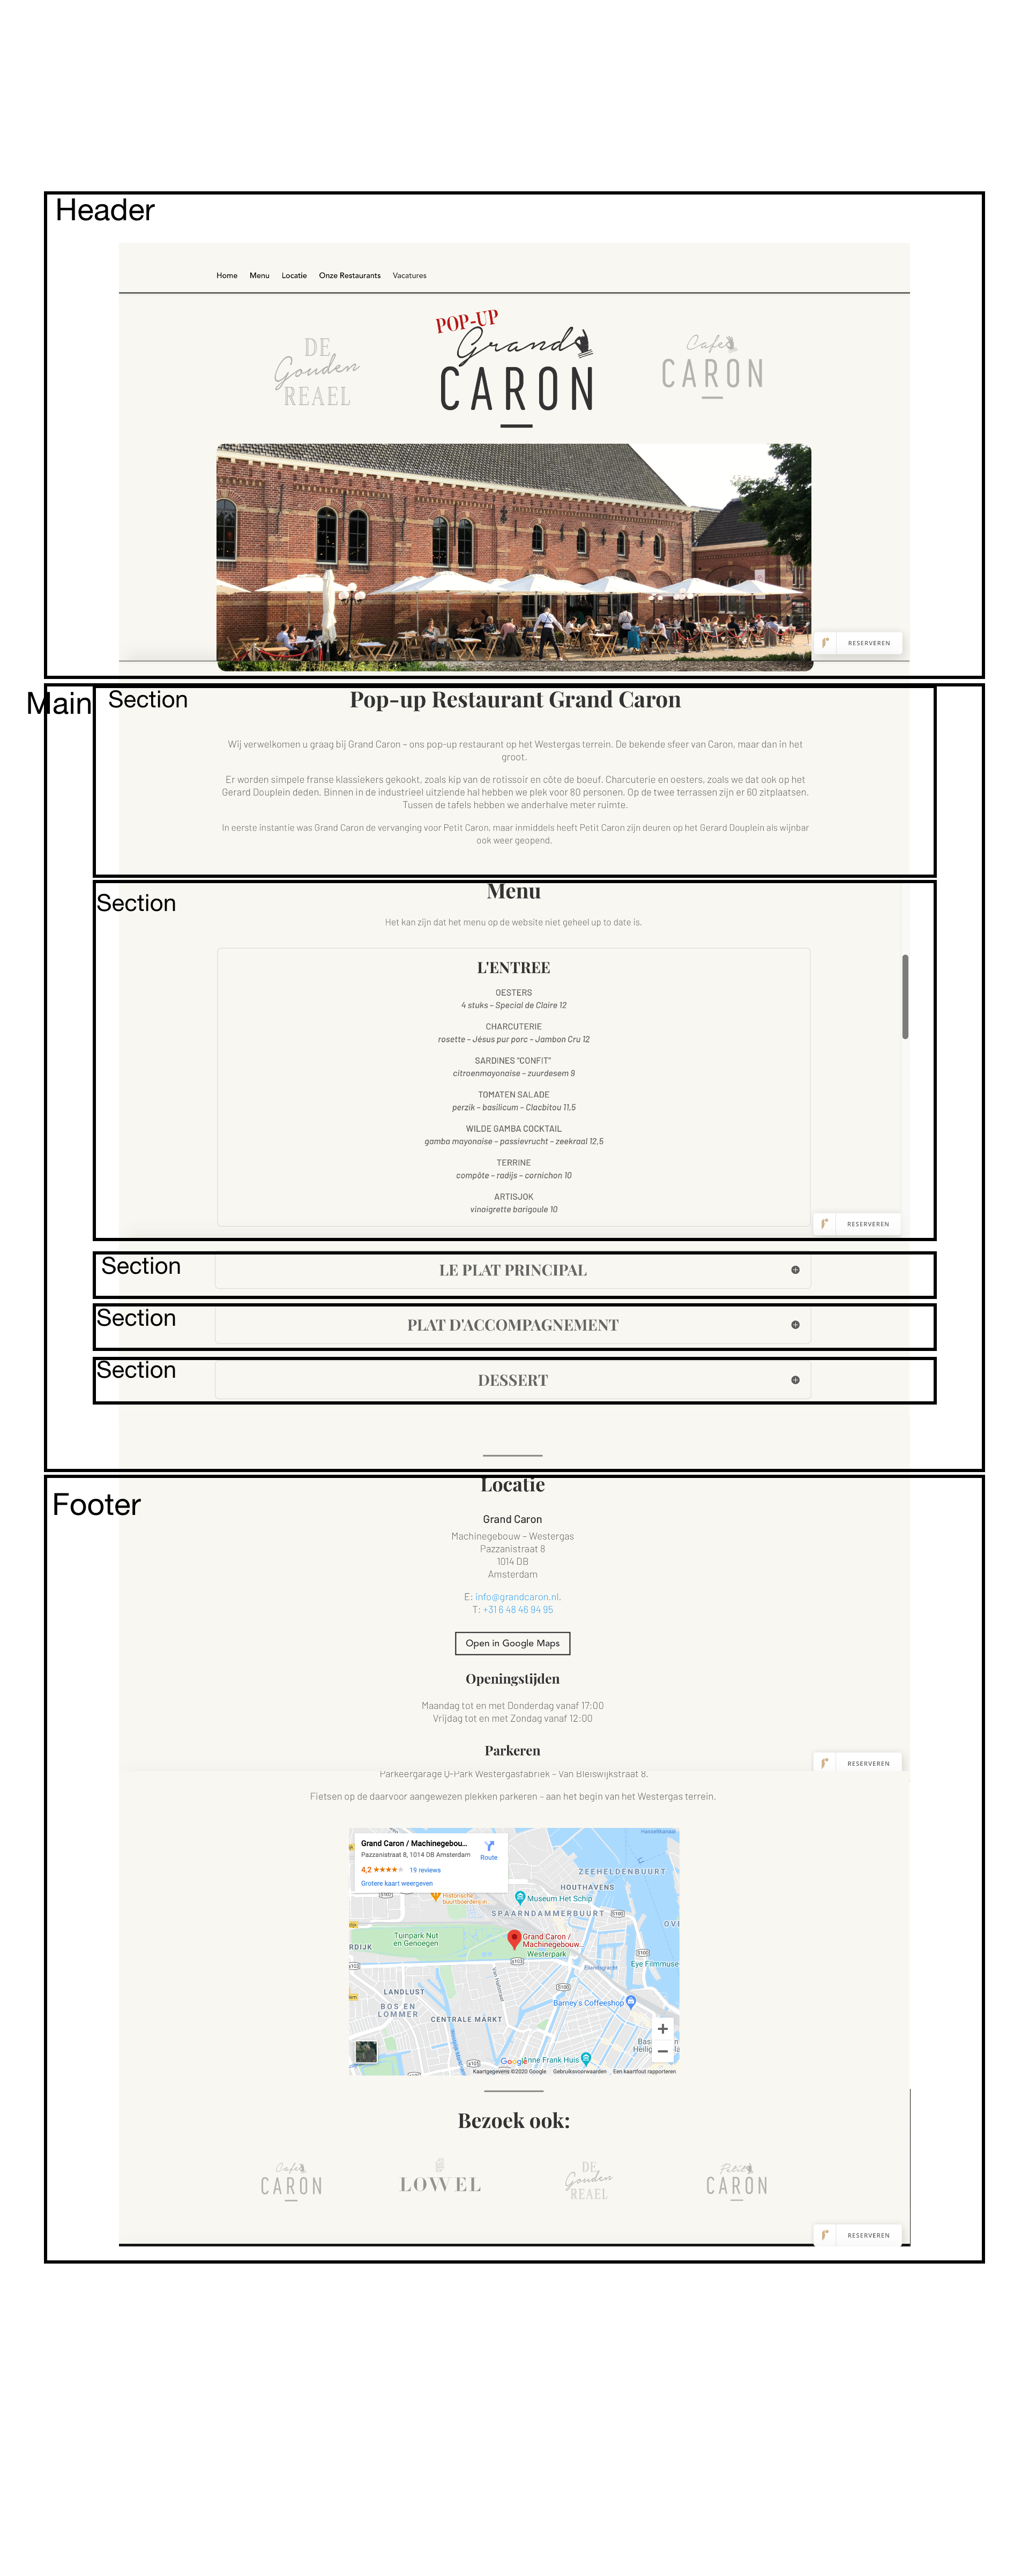 Header
Home Menu Locatie Onze Restaurants Vacatures
POP-UP
DE
Gouden
REAEL
Grand
CARON
Cafe
CARON
RESERVEREN
Main
Section
Pop-up Restaurant Grand Caron
Wij verwelkomen u graag bij Grand Caron – ons pop-up restaurant op het Westergas terrein. De bekende sfeer van Caron, maar dan in het
groot.
Er worden simpele franse klassiekers gekookt, zoals kip van de rotissoir en côte de boeuf. Charcuterie en oesters, zoals we dat ook op het
Gerard Douplein deden. Binnen in de industrieel uitziende hal hebben we plek voor 80 personen. Op de twee terrassen zijn er 60 zitplaatsen.
Tussen de tafels hebben we anderhalve meter ruimte.
In eerste instantie was Grand Caron de vervanging voor Petit Caron, maar inmiddels heeft Petit Caron zijn deuren op het Gerard Douplein als wijnbar
ook weer geopend.
Section
Menu
Het kan zijn dat het menu op de website niet geheel up to date is.
L'ENTREE
OESTERS
4 stuks – Special de Claire 12
CHARCUTERIE
rosette – Jésus pur porc – Jambon Cru 12
SARDINES "CONFIT"
citroenmayonaise – zuurdesem 9
TOMATEN SALADE
perzik – basilicum – Clacbitou 11,5
WILDE GAMBA COCKTAIL
gamba mayonaise – passievrucht – zeekraal 12,5
TERRINE
compôte – radijs – cornichon 10
ARTISJOK
vinaigrette barigoule 10
RESERVEREN
Section
LE PLAT PRINCIPAL
Section
PLAT D'ACCOMPAGNEMENT
Section
DESSERT
Footer
Locatie
Grand Caron
Machinegebouw – Westergas
Pazzanistraat 8
1014 DB
Amsterdam
E: info@grandcaron.nl.
T: +31 6 48 46 94 95
Open in Google Maps
Openingstijden
Maandag tot en met Donderdag vanaf 17:00
Vrijdag tot en met Zondag vanaf 12:00
Parkeren
RESERVEREN
Parkeergarage Q-Park Westergasfabriek – Van Bleiswijkstraat 8.
Fietsen op de daarvoor aangewezen plekken parkeren – aan het begin van het Westergas terrein.
Grand Caron / Machinegebou...
Pazzanistraat 8, 1014 DB Amsterdam
Route
4,2 19 reviews
Grotere kaart weergeven
ZEEHELDENBUURT
HOUTHAVENS
Historische
buurtboerderij
Museum Het Schip
SPAARNDAMMERBUURT
S100
S103
OVE
Tuinpark Nut
en Genoegen
Grand Caron /
Machinegebouw...
Westerpark
RDIJK
S103
S100
Eye Filmmuse
Van Hallstraat
S100
LANDLUST
BOS EN
LOMMER
Barney's Coffeeshop
CENTRALE MARKT
Google
Anne Frank Huis
S105
Kaartgegevens ©2020 Google Gebruiksvoorwaarden Een kaartfout rapporteren
Bezoek ook:
Cafe
CARON
LOWEL
DE
Gouden
REAEL
Petit
CARON
RESERVEREN